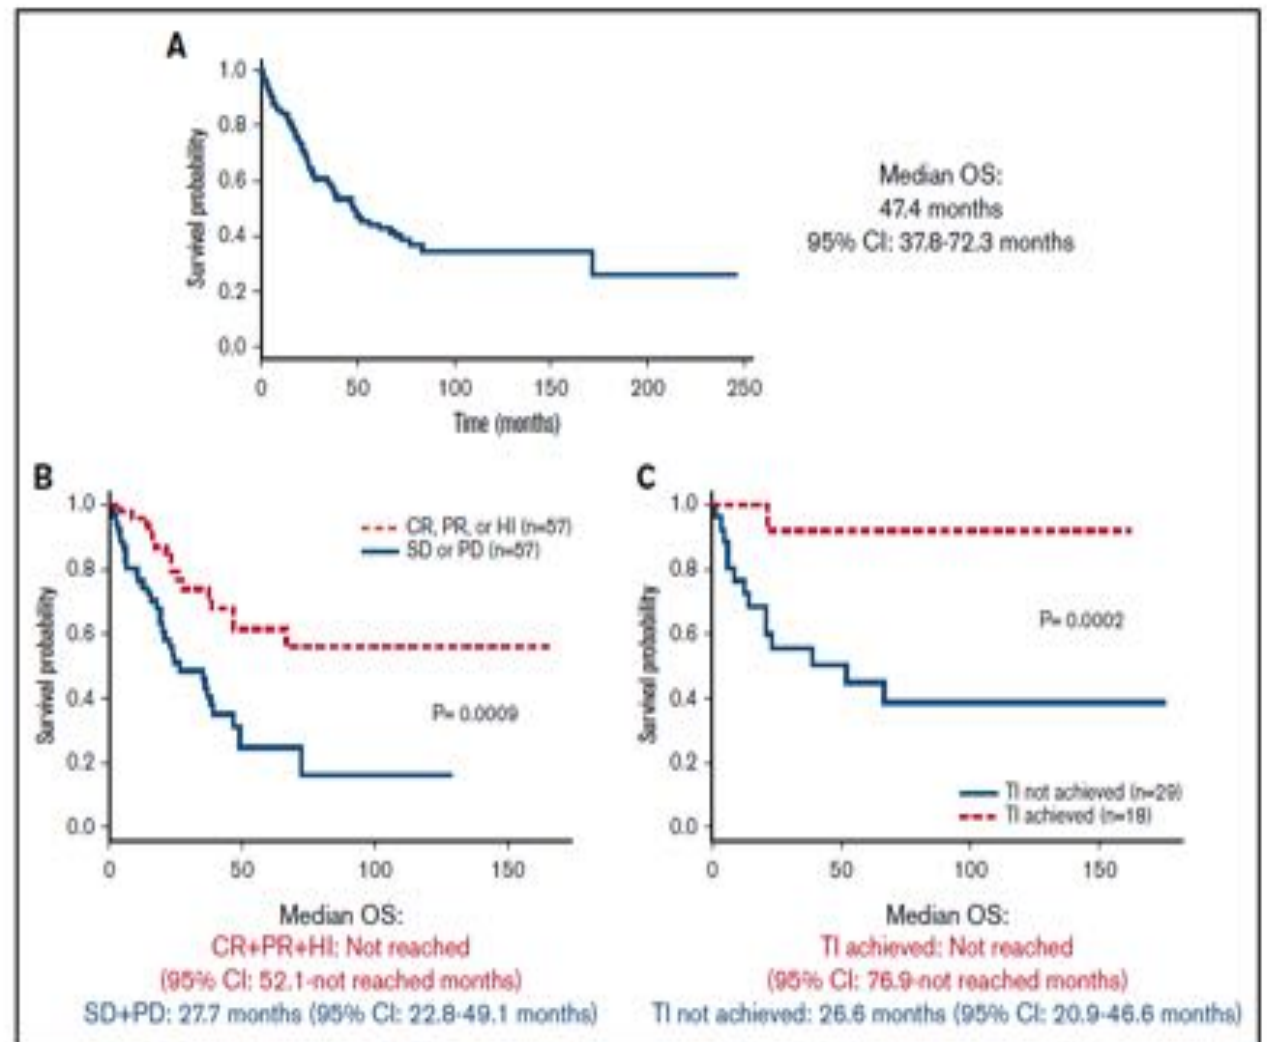 A
1.0
0.8
0.6
0.4
0.2
0.0
Survival probability
0 50 100 150 200 250
Time (months)
Median OS:
47.4 months
95% CI: 37.8-72.3 months
B
1.0
0.8
0.6
0.4
0.2
0.0
Survival probability
CR, PR, or HI (n=57)
SD or PD (n=57)
P= 0.0009
0 50 100 150
Median OS:
CR+PR+HI: Not reached
(95% CI: 52.1-not reached months)
SD+PD: 27.7 months (95% CI: 22.8-49.1 months)
C
1.0
0.8
0.6
0.4
0.2
0.0
Survival probability
P= 0.0002
TI not achieved (n=29)
TI achieved (n=18)
0 50 100 150
Median OS:
TI achieved: Not reached
(95% CI: 76.9-not reached months)
TI not achieved: 26.6 months (95% CI: 20.9-46.6 months)